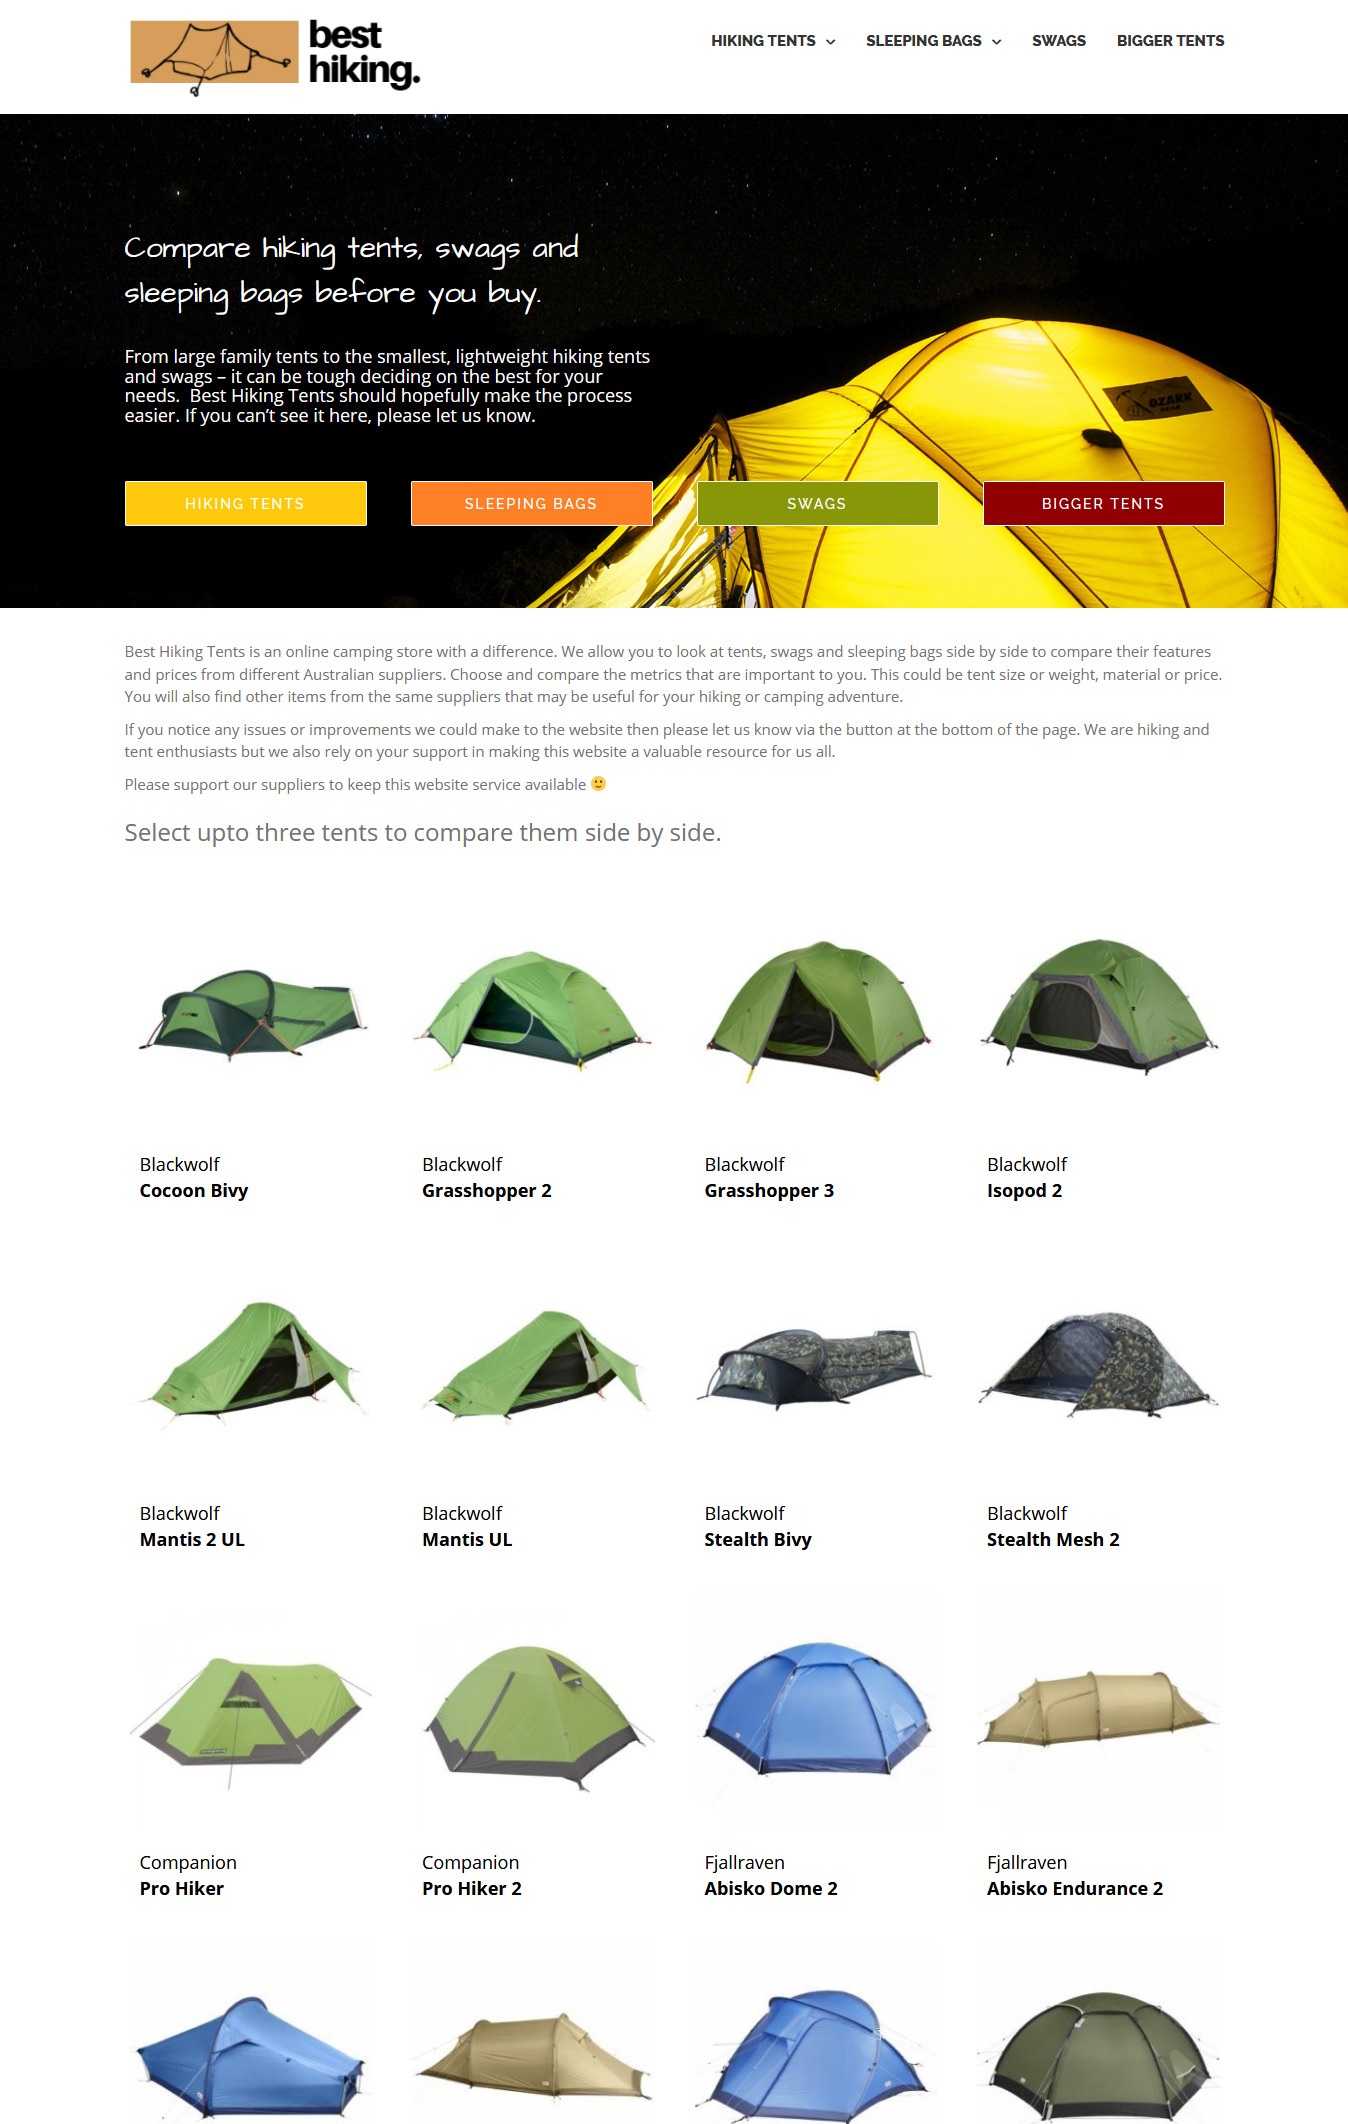 best
hiking.
HIKING TENTS
SLEEPING BAGS
SWAGS
BIGGER TENTS
Compare hiking tents, swags and
sleeping bags before you buy.
From large family tents to the smallest, lightweight hiking tents
and swags – it can be tough deciding on the best for your
needs.  Best Hiking Tents should hopefully make the process
easier. If you can't see it here, please let us know.
OZARK
GEAR
HIKING TENTS
SLEEPING BAGS
SWAGS
BIGGER TENTS
Best Hiking Tents is an online camping store with a difference. We allow you to look at tents, swags and sleeping bags side by side to compare their features
and prices from different Australian suppliers. Choose and compare the metrics that are important to you. This could be tent size or weight, material or price.
You will also find other items from the same suppliers that may be useful for your hiking or camping adventure.
If you notice any issues or improvements we could make to the website then please let us know via the button at the bottom of the page. We are hiking and
tent enthusiasts but we also rely on your support in making this website a valuable resource for us all.
Please support our suppliers to keep this website service available 🙂
Select upto three tents to compare them side by side.
Blackwolf
Cocoon Bivy
Blackwolf
Grasshopper 2
Blackwolf
Grasshopper 3
Blackwolf
Isopod 2
Blackwolf
Mantis 2 UL
Blackwolf
Mantis UL
Blackwolf
Stealth Bivy
Blackwolf
Stealth Mesh 2
Companion
Pro Hiker
Companion
Pro Hiker 2
Fjallraven
Abisko Dome 2
Fjallraven
Abisko Endurance 2